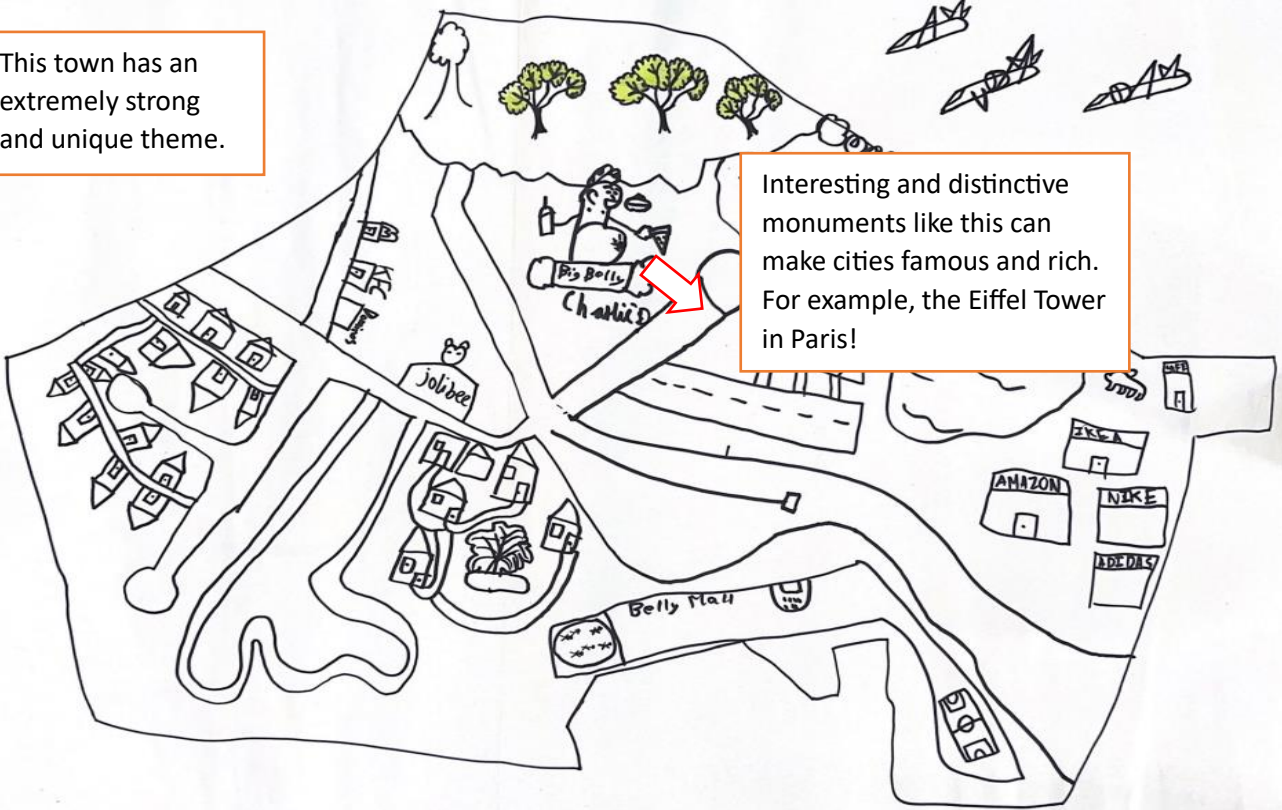 This town has an
extremely strong
and unique theme.
Interesting and distinctive
monuments like this can
make cities famous and rich.
For example, the Eiffel Tower
in Paris!
KFC
Big Belly
Charlie's
jolibee
IKEA
AMAZON
NIKE
ADIDAS
Belly Mall